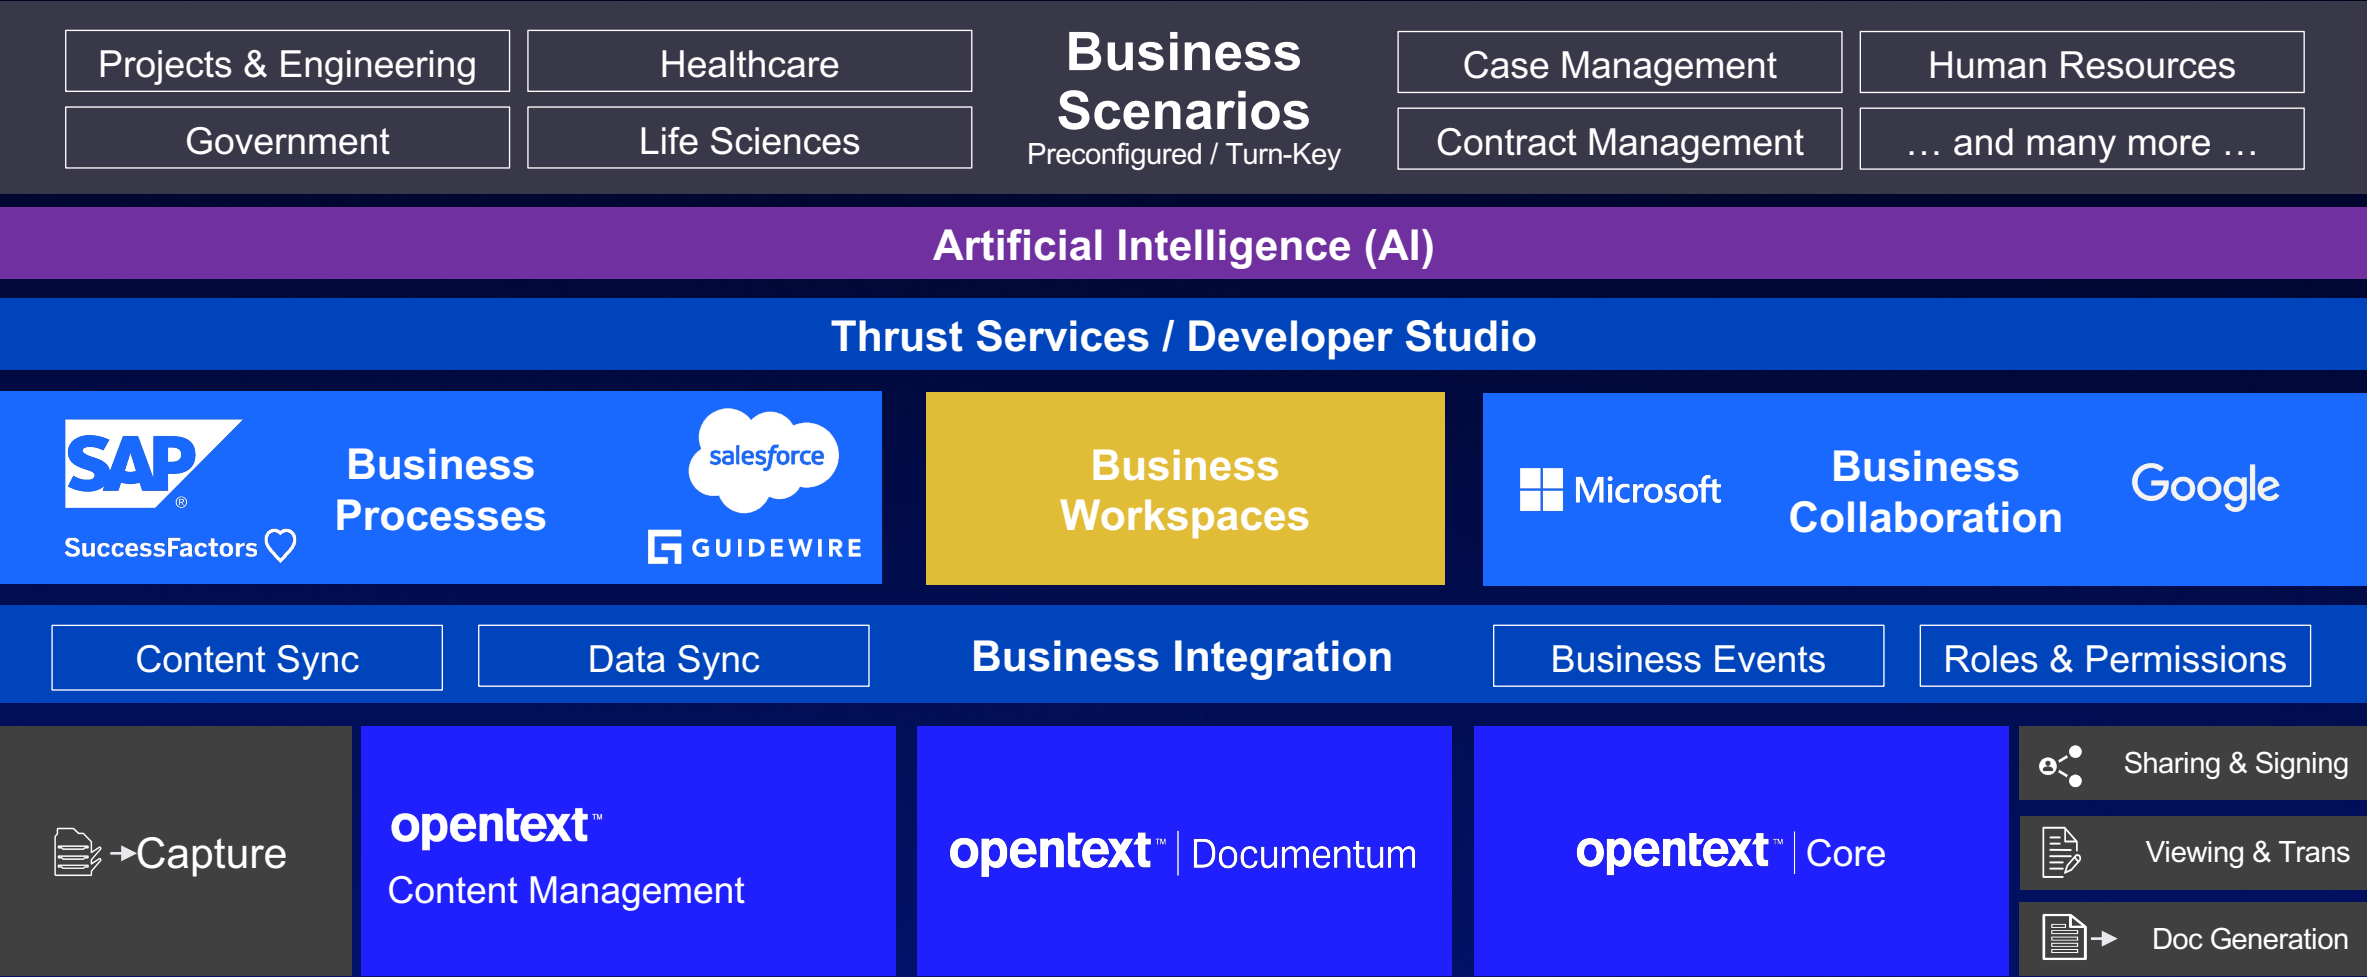 Projects & Engineering
Healthcare
Government
Life Sciences
Business
Scenarios
Preconfigured / Turn-Key
Case Management
Human Resources
Contract Management
… and many more …
Artificial Intelligence (AI)
Thrust Services / Developer Studio
SAP®
SuccessFactors
Business
Processes
salesforce
GUIDEWIRE
Business
Workspaces
Microsoft
Business
Collaboration
Google
Content Sync
Data Sync
Business Integration
Business Events
Roles & Permissions
Capture
opentext™
Content Management
opentext™ | Documentum
opentext™ | Core
Sharing & Signing
Viewing & Trans
Doc Generation